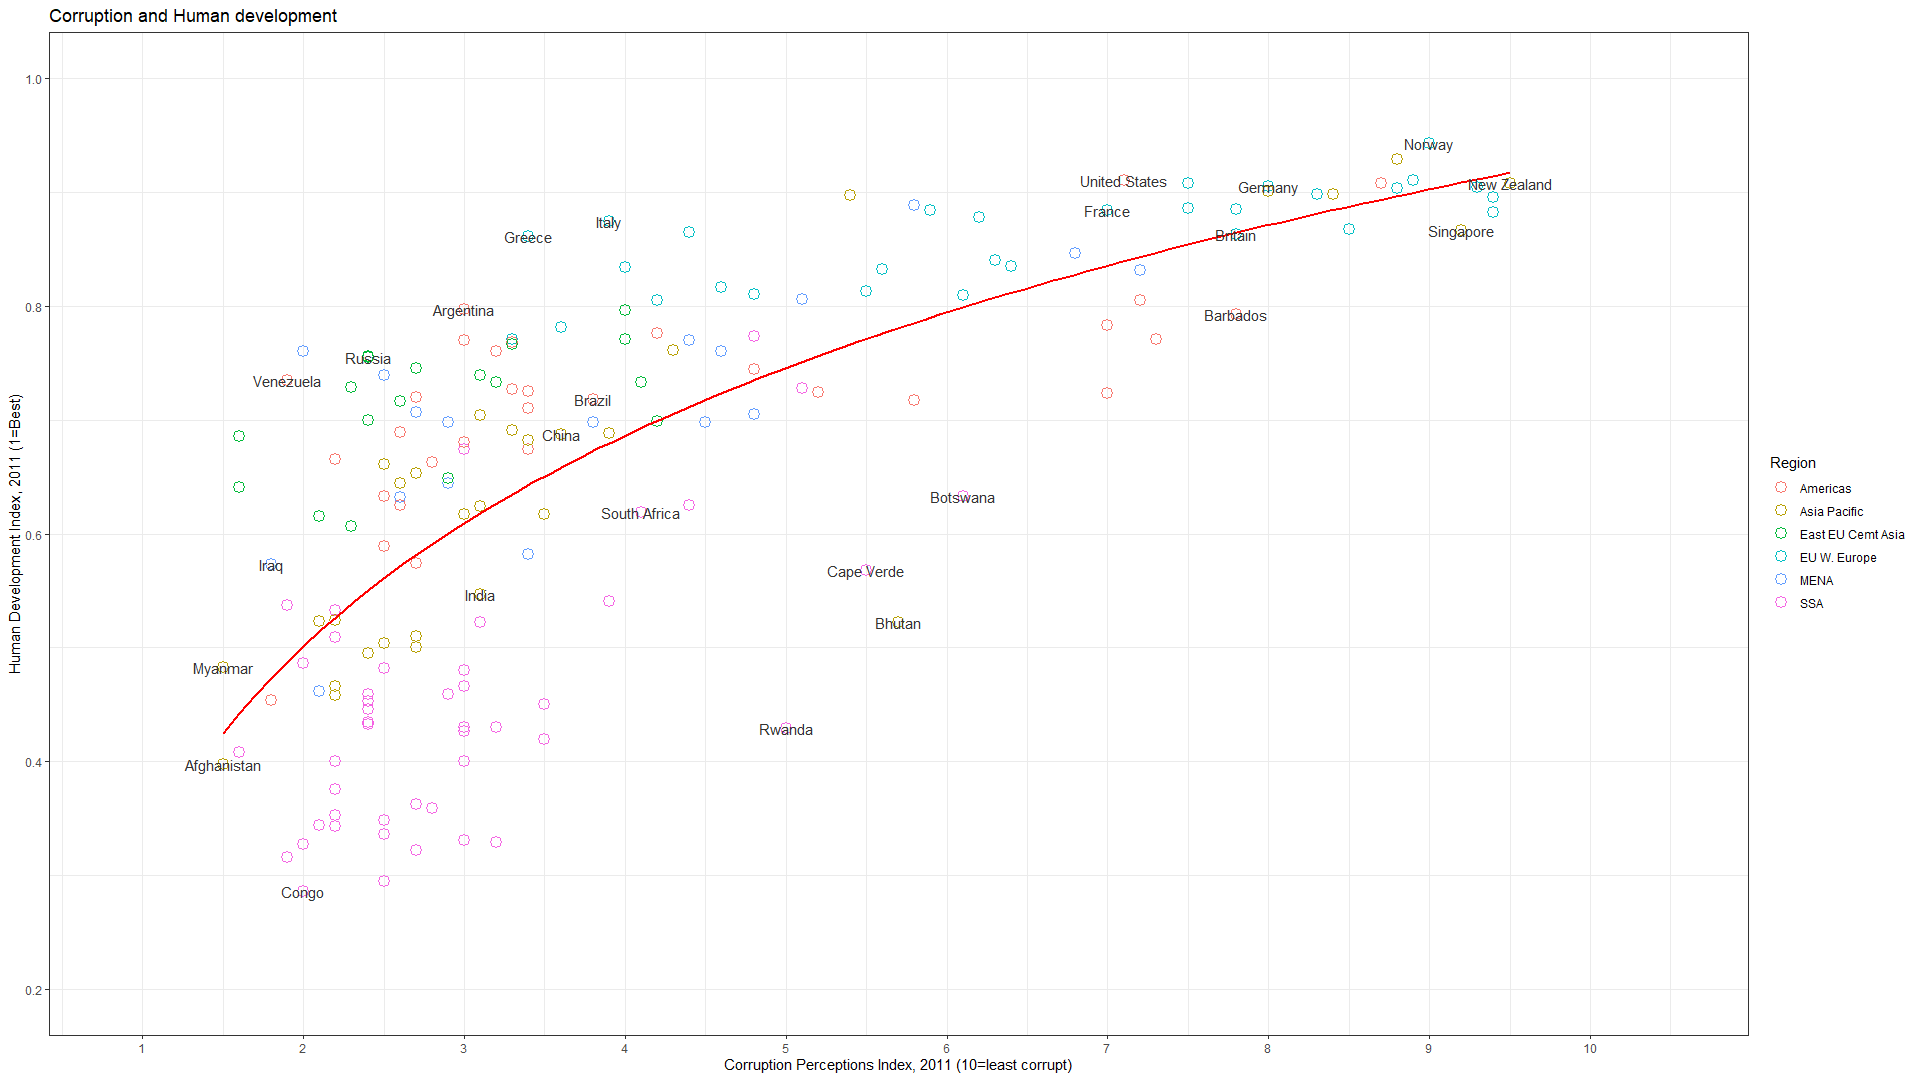 Corruption and Human development
Human Development Index, 2011 (1=Best)
1.0
0.8
0.6
0.4
0.2
Norway
United States
Germany
New Zealand
France
Italy
Greece
Britain
Singapore
Argentina
Barbados
Russia
Venezuela
Brazil
China
Botswana
South Africa
Iraq
Cape Verde
India
Bhutan
Myanmar
Rwanda
Afghanistan
Congo
1 2 3 4 5 6 7 8 9 10
Corruption Perceptions Index, 2011 (10=least corrupt)
Region
Americas
Asia Pacific
East EU Cemt Asia
EU W. Europe
MENA
SSA